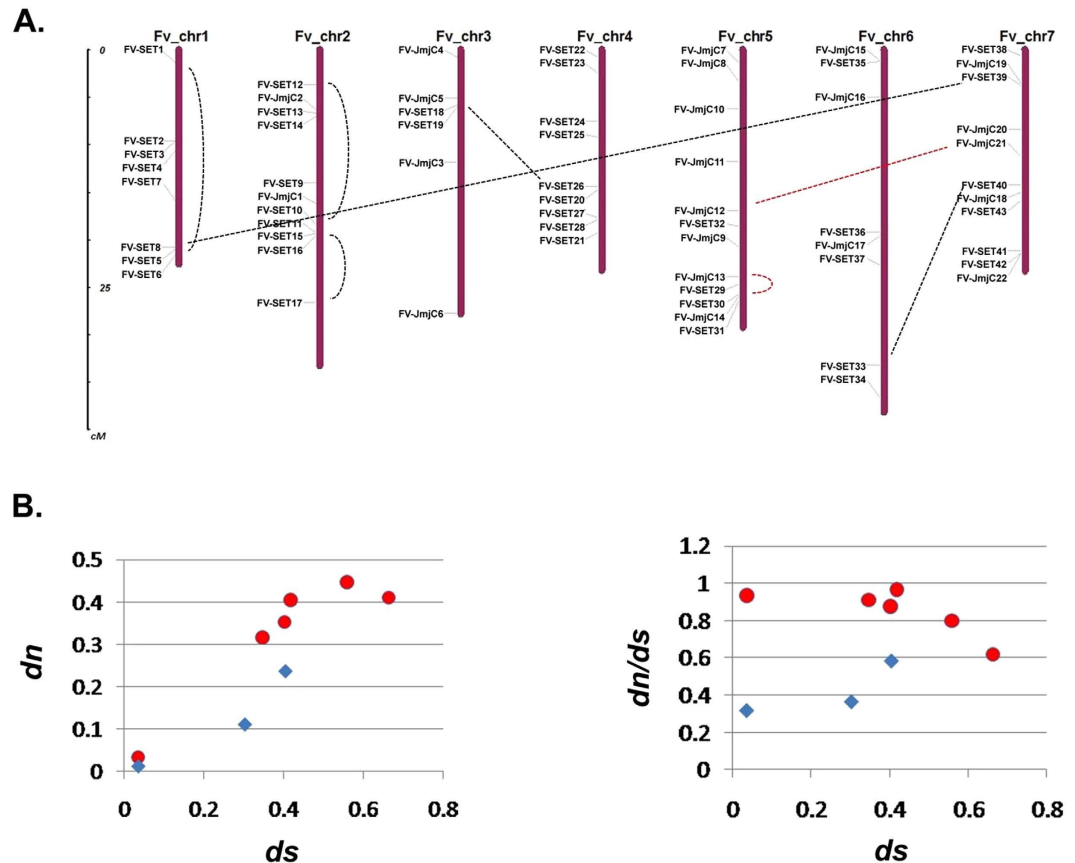 A.
Fv_chr1
Fv_chr2
Fv_chr3
Fv_chr4
Fv_chr5
Fv_chr6
Fv_chr7
0
25
cM
FV-SET1
FV-SET2
FV-SET3
FV-SET4
FV-SET7
FV-SET8
FV-SET5
FV-SET6
FV-SET12
FV-JmjC2
FV-SET13
FV-SET14
FV-SET9
FV-JmjC1
FV-SET10
FV-SET11
FV-SET15
FV-SET16
FV-SET17
FV-JmjC4
FV-JmjC5
FV-SET18
FV-SET19
FV-JmjC3
FV-JmjC6
FV-SET22
FV-SET23
FV-SET24
FV-SET25
FV-SET26
FV-SET20
FV-SET27
FV-SET28
FV-SET21
FV-JmjC7
FV-JmjC8
FV-JmjC10
FV-JmjC11
FV-JmjC12
FV-SET32
FV-JmjC9
FV-JmjC13
FV-SET29
FV-SET30
FV-JmjC14
FV-SET31
FV-JmjC15
FV-SET35
FV-JmjC16
FV-SET36
FV-JmjC17
FV-SET37
FV-SET33
FV-SET34
FV-SET38
FV-JmjC19
FV-SET39
FV-JmjC20
FV-JmjC21
FV-SET40
FV-JmjC18
FV-SET43
FV-SET41
FV-SET42
FV-JmjC22
B.
0.5
0.4
0.3
0.2
0.1
0
dn
0 0.2 0.4 0.6 0.8
ds
1.2
1
0.8
0.6
0.4
0.2
0
dn/ds
0 0.2 0.4 0.6 0.8
ds